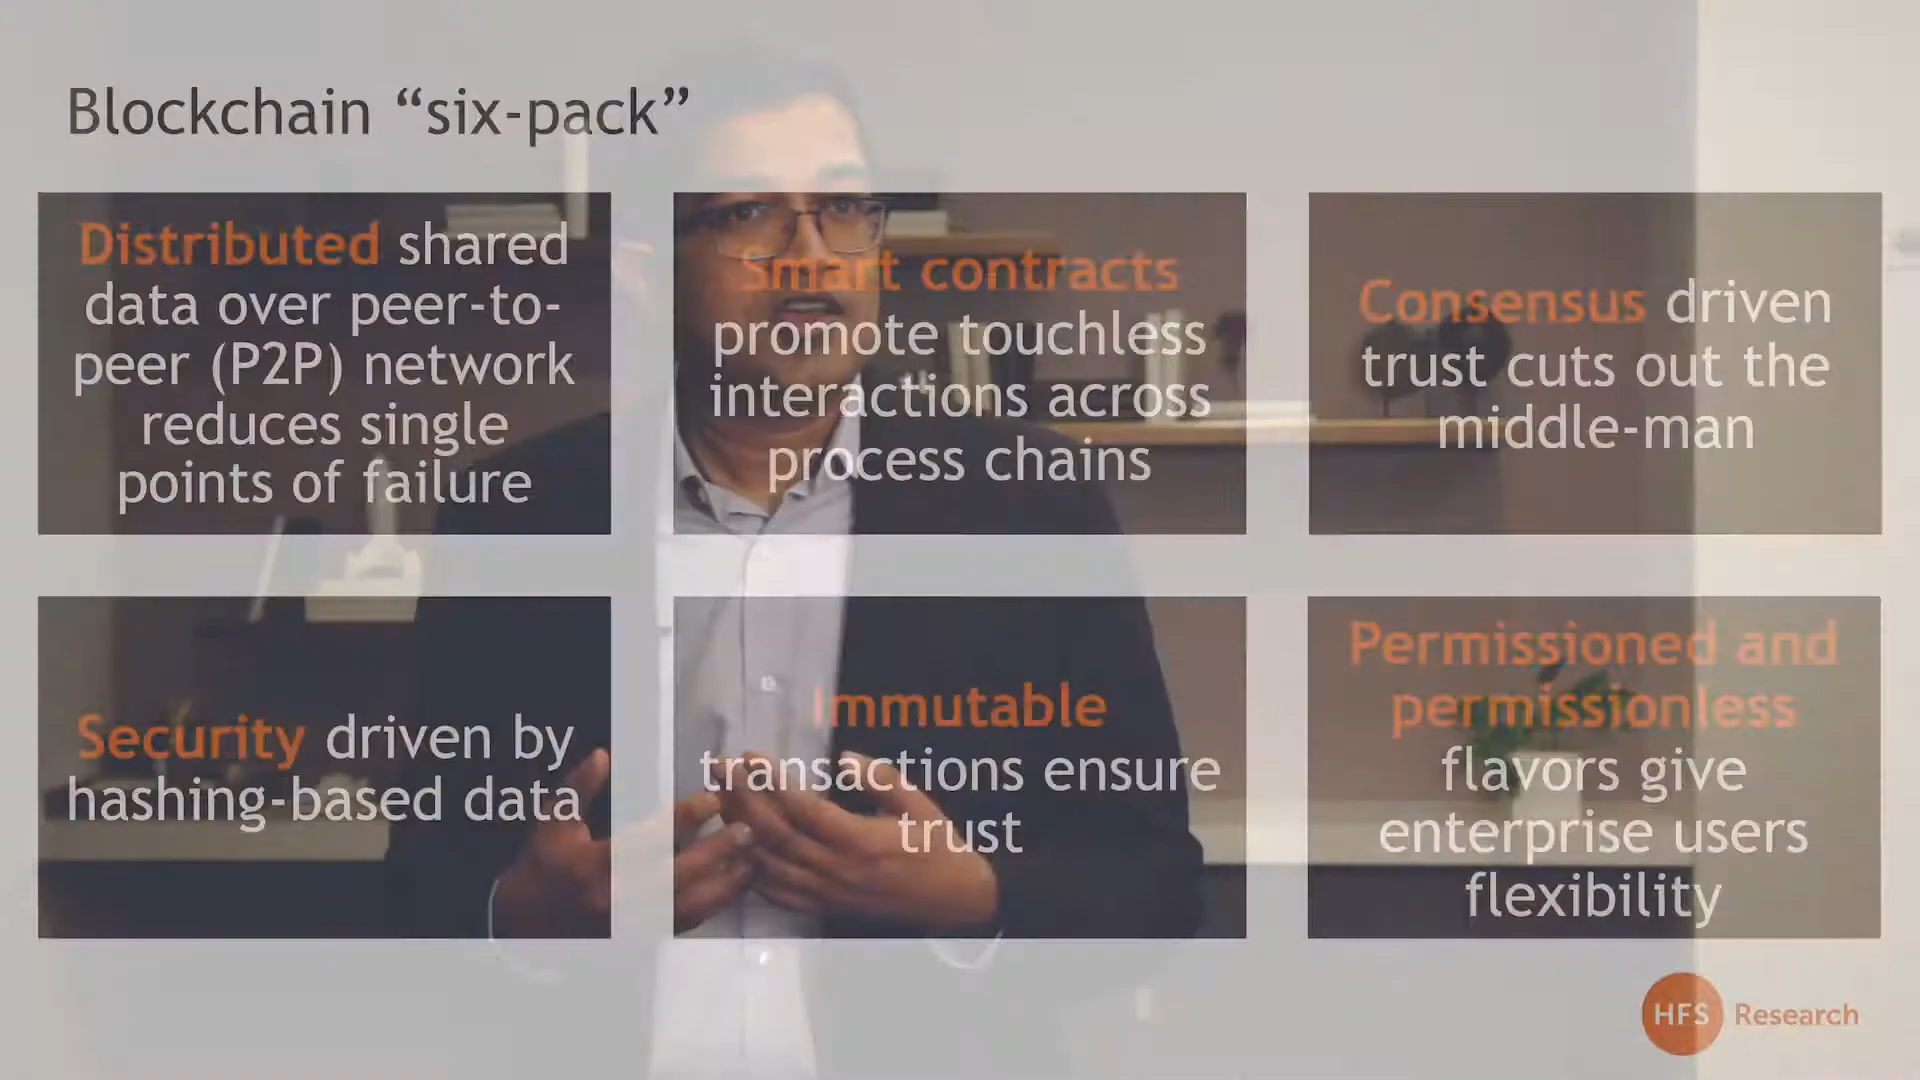 Blockchain “six-pack”
Distributed shared
data over peer-to-
peer (P2P) network
reduces single
points of failure
Smart contracts
promote touchless
interactions across
process chains
Consensus driven
trust cuts out the
middle-man
Security driven by
hashing-based data
Immutable
transactions ensure
trust
Permissioned and
permissionless
flavors give
enterprise users
flexibility
HFS Research